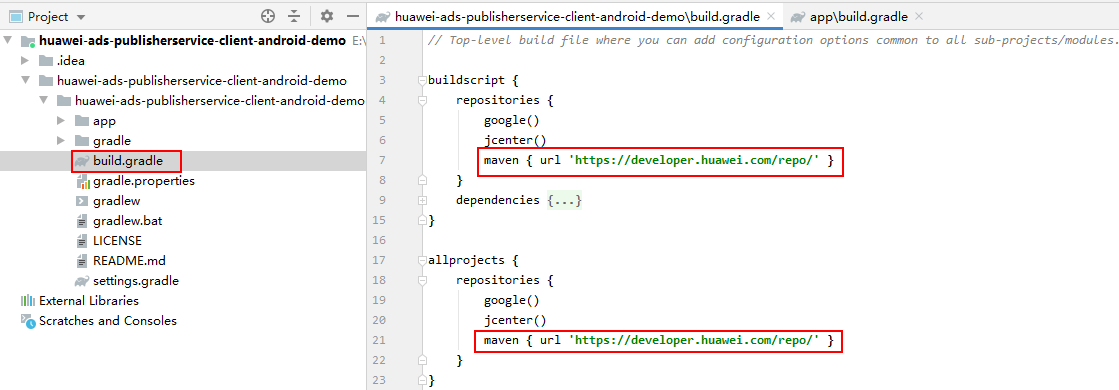 Project
huawei-ads-publisherservice-client-android-demo E:\
.idea
huawei-ads-publisherservice-client-android-demo
huawei-ads-publisherservice-client-android-demo
app
gradle
build.gradle
gradle.properties
gradlew
gradlew.bat
LICENSE
README.md
settings.gradle
External Libraries
Scratches and Consoles
huawei-ads-publisherservice-client-android-demo\build.gradle
app\build.gradle
1 // Top-level build file where you can add configuration options common to all sub-projects/modules.
2
3 buildscript {
4 repositories {
5 google()
6 jcenter()
7 maven { url 'https://developer.huawei.com/repo/' }
8 }
9 dependencies {...}
15 }
16
17 allprojects {
18 repositories {
19 google()
20 jcenter()
21 maven { url 'https://developer.huawei.com/repo/' }
22 }
23 }